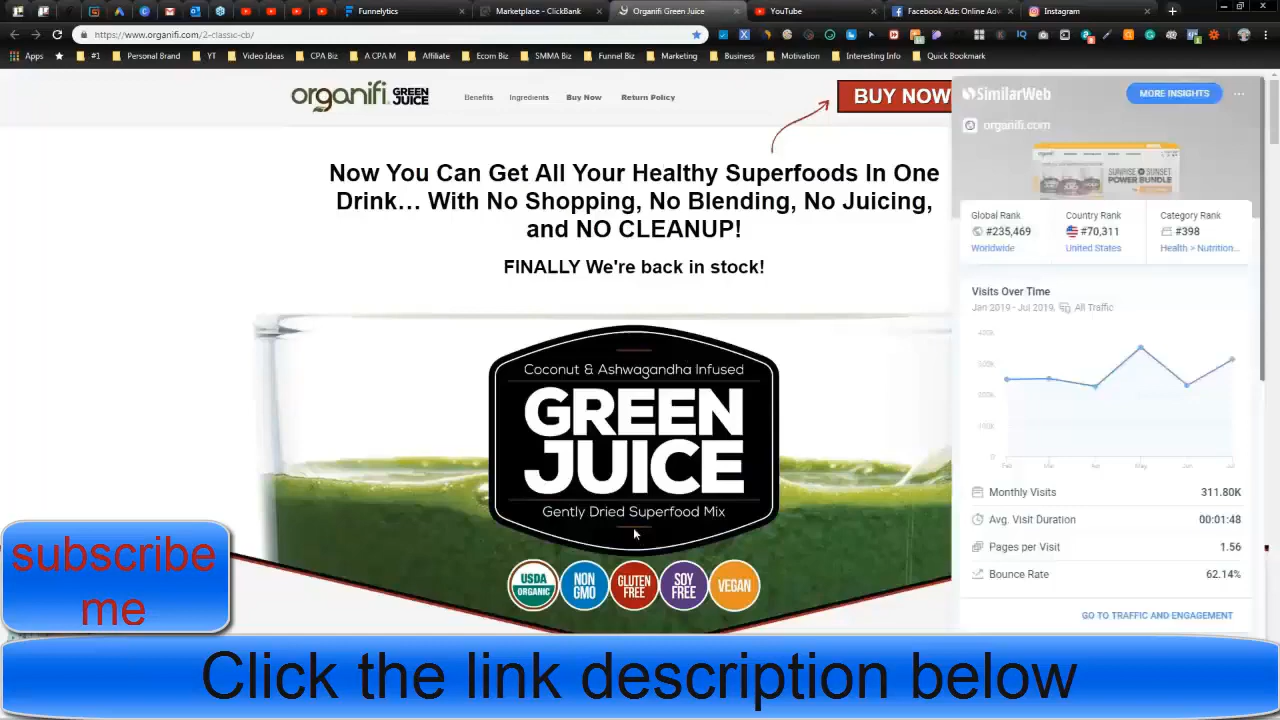 Funnelytics
Marketplace - ClickBank
Organifi Green Juice
YouTube
Facebook Ads: Online Adv
Instagram
https://www.organifi.com/2-classic-cb/
Apps
#1
Personal Brand
YT
Video Ideas
CPA Biz
A CPA M
Affiliate
Ecom Biz
SMMA Biz
Funnel Biz
Marketing
Business
Motivation
Interesting Info
Quick Bookmark
organifi GREEN JUICE
Benefits
Ingredients
Buy Now
Return Policy
BUY NOW
SimilarWeb
MORE INSIGHTS
organifi.com
SUNRISE SUNSET
POWER BUNDLE
Now You Can Get All Your Healthy Superfoods In One
Drink… With No Shopping, No Blending, No Juicing,
and NO CLEANUP!
FINALLY We're back in stock!
Global Rank
#235,469
Worldwide
Country Rank
#70,311
United States
Category Rank
#398
Health > Nutrition...
Visits Over Time
Jan 2019 - Jul 2019, All Traffic
Coconut & Ashwagandha Infused
GREEN
JUICE
Gently Dried Superfood Mix
USDA
ORGANIC
NON
GMO
GLUTEN
FREE
SOY
FREE
VEGAN
Monthly Visits 311.80K
Avg. Visit Duration 00:01:48
Pages per Visit 1.56
Bounce Rate 62.14%
GO TO TRAFFIC AND ENGAGEMENT
subscribe
me
Click the link description below